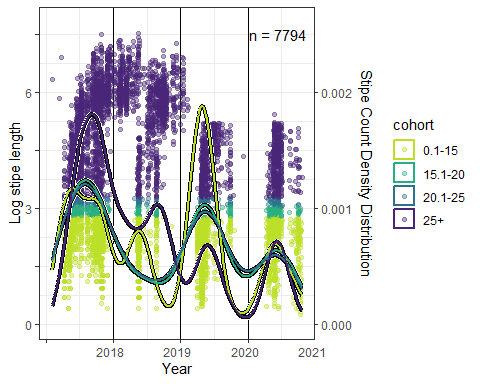 n = 7794
6
3
0
Log stipe length
0.002
0.001
0.000
Stipe Count Density Distribution
2018
2019
2020
2021
Year
cohort
0.1-15
15.1-20
20.1-25
25+